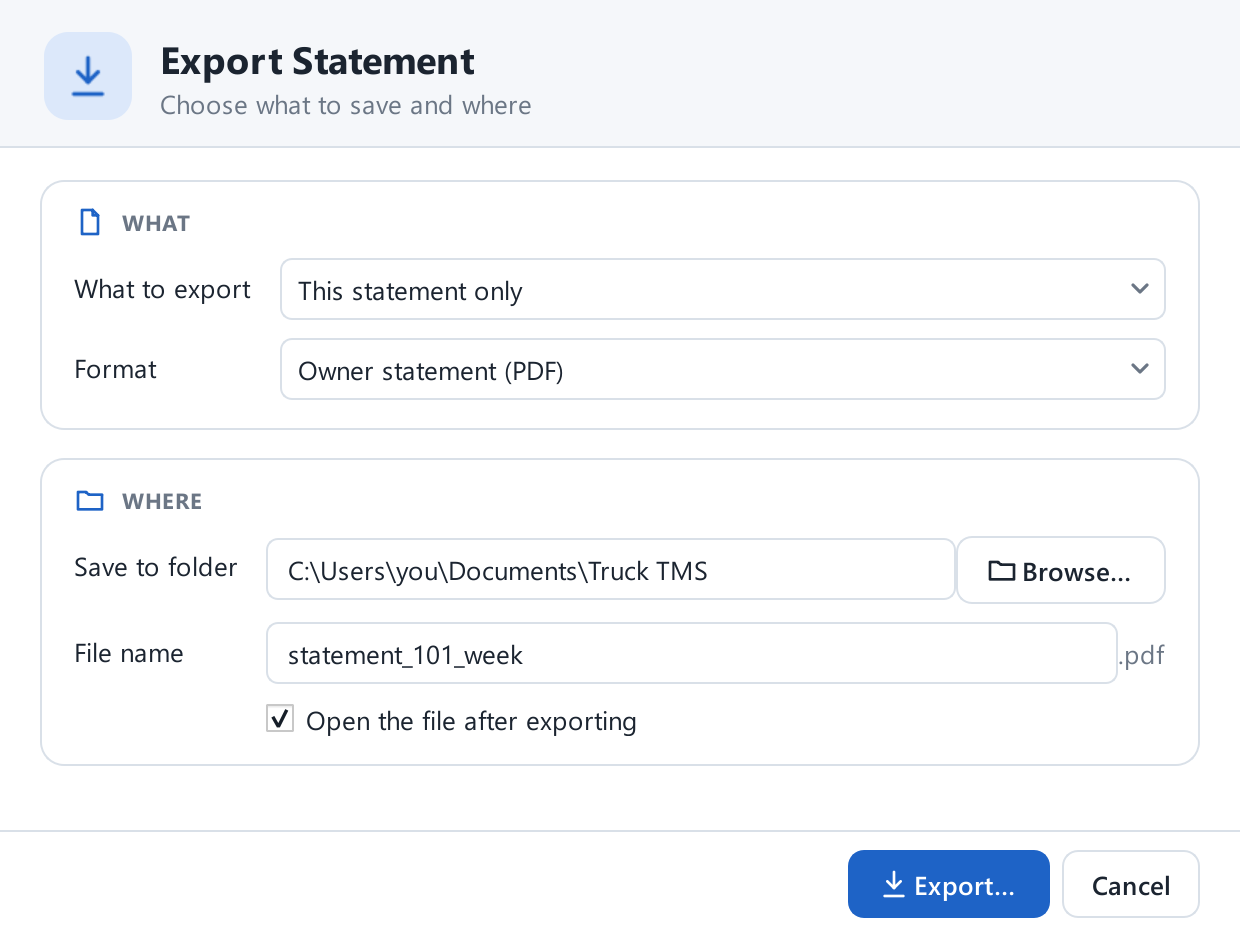 Export Statement
Choose what to save and where
WHAT
What to export This statement only
Format Owner statement (PDF)
WHERE
Save to folder C:\Users\you\Documents\Truck TMS Browse...
File name statement_101_week .pdf
Open the file after exporting
Export... Cancel